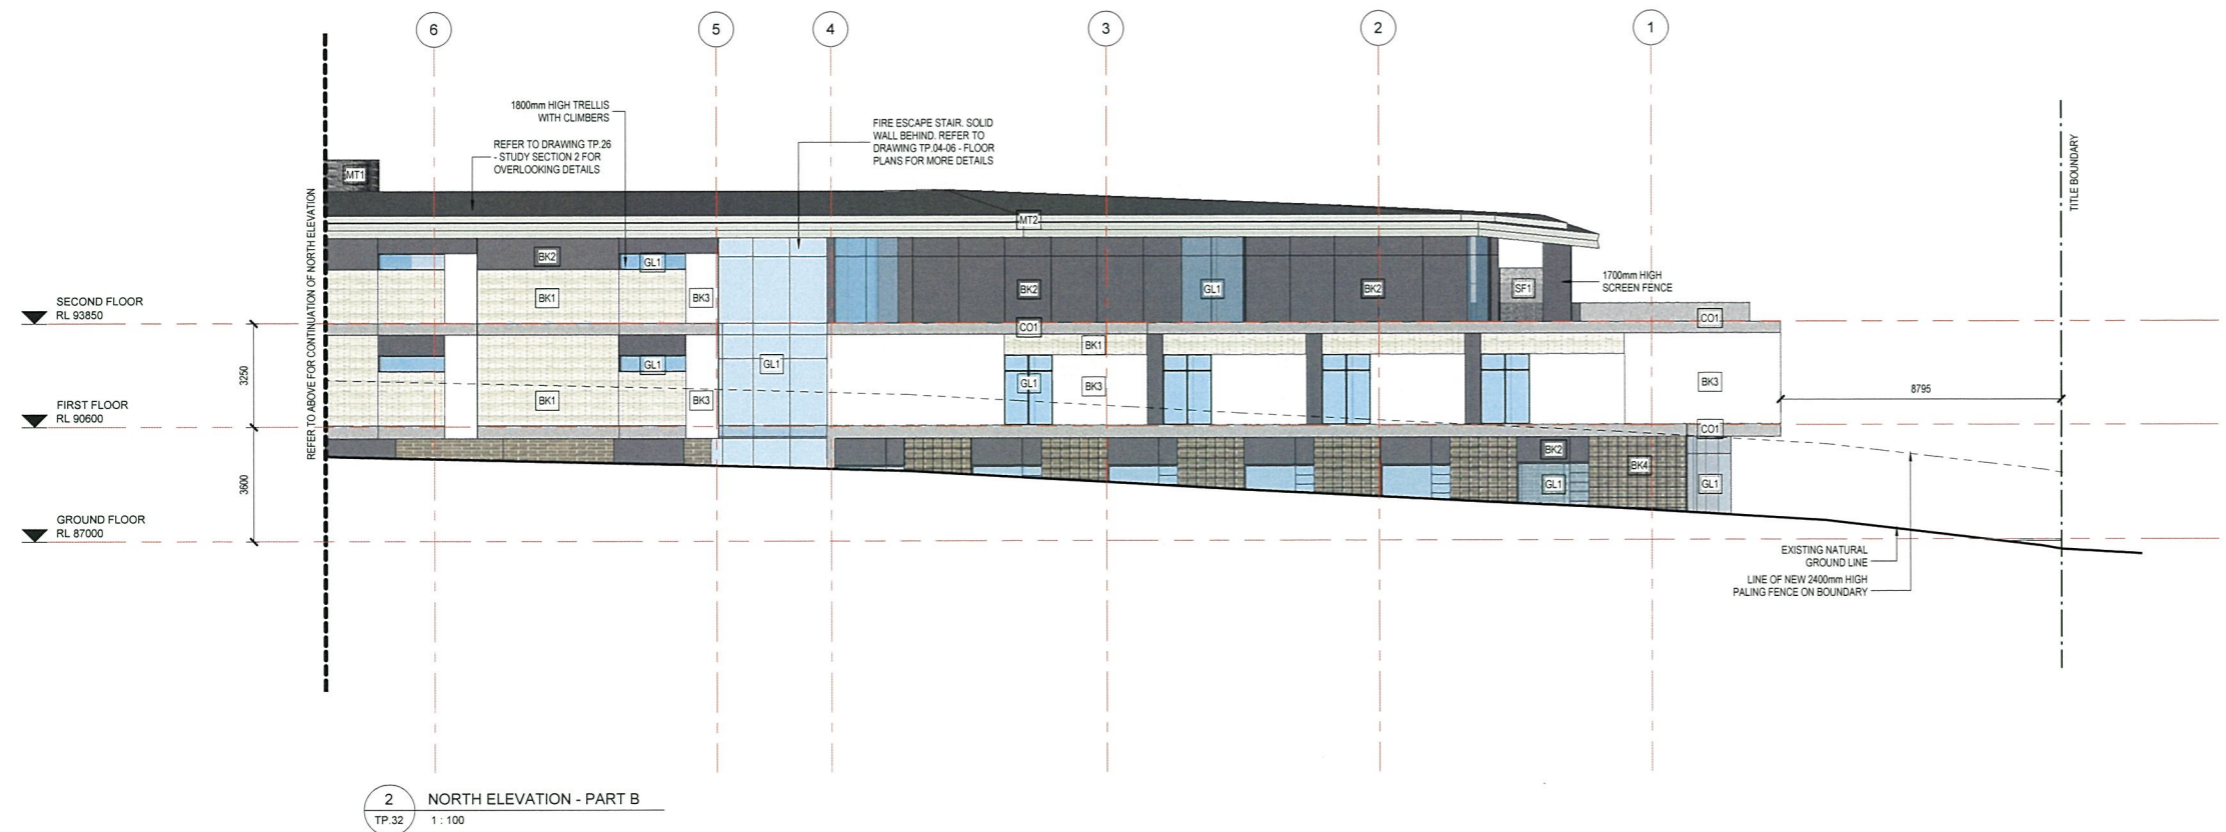 6
5
4
3
2
1
1800mm HIGH TRELLIS
WITH CLIMBERS
REFER TO DRAWING TP.26
- STUDY SECTION 2 FOR
OVERLOOKING DETAILS
FIRE ESCAPE STAIR. SOLID
WALL BEHIND. REFER TO
DRAWING TP.04-06 - FLOOR
PLANS FOR MORE DETAILS
TITLE BOUNDARY
REFER TO ABOVE FOR CONTINUATION OF NORTH ELEVATION
MT1
MT2
BK2
GL1
BK1
BK3
BK2
GL1
BK2
SF1
1700mm HIGH
SCREEN FENCE
SECOND FLOOR
RL 93850
CO1
CO1
3250
GL1
GL1
BK1
GL1
BK3
BK3
BK1
BK3
8795
FIRST FLOOR
RL 90600
CO1
3600
BK2
BK4
GL1
GL1
GROUND FLOOR
RL 87000
EXISTING NATURAL
GROUND LINE
LINE OF NEW 2400mm HIGH
PALING FENCE ON BOUNDARY
2
TP.32
NORTH ELEVATION - PART B
1 : 100